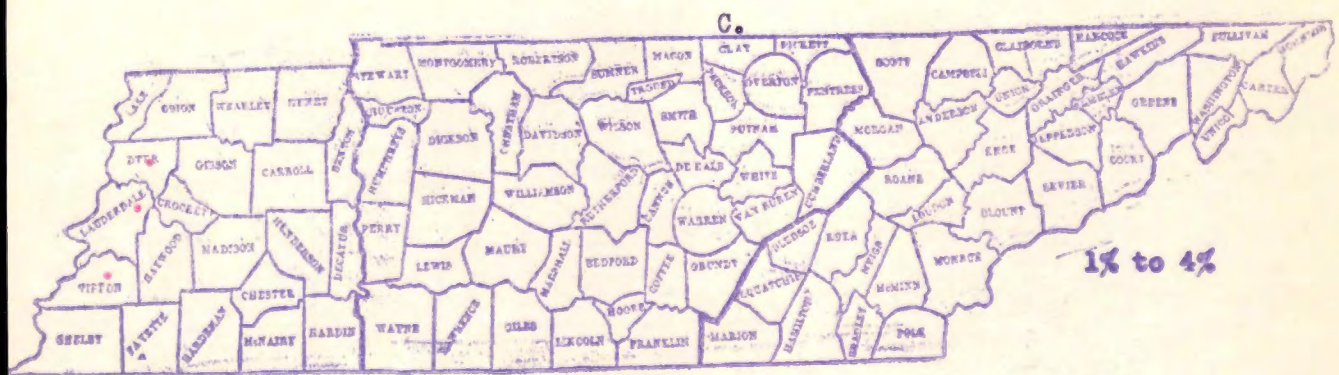 C.
STEWART
MONTGOMERY
ROBERTSON
SUMNER
MACON
CLAY
PICKETT
SCOTT
CAMPBELL
CLAIBORNE
HANCOCK
HAWKINS
SULLIVAN
LAKE
OBION
WEAKLEY
HENRY
HOUSTON
CHEATHAM
TROUSDALE
JACKSON
OVERTON
FENTRESS
UNION
GRAINGER
GREENE
WASHINGTON
CARTER
UNICOI
BENTON
HUMPHREYS
DICKSON
DAVIDSON
WILSON
SMITH
PUTNAM
MORGAN
ANDERSON
KNOX
JEFFERSON
COCKE
DYER
GIBSON
CARROLL
DE KALB
WHITE
CUMBERLAND
ROANE
LOUDON
BLOUNT
SEVIER
LAUDERDALE
CROCKETT
HICKMAN
WILLIAMSON
RUTHERFORD
CANNON
WARREN
VAN BUREN
MADISON
HENDERSON
DECATUR
PERRY
LEWIS
MAURY
MARSHALL
BEDFORD
COFFEE
GRUNDY
BLEDSOE
RHEA
MEIGS
McMINN
MONROE
TIPTON
HAYWOOD
CHESTER
SEQUATCHIE
HAMILTON
1% to 4%
SHELBY
FAYETTE
HARDEMAN
McNAIRY
HARDIN
WAYNE
LAWRENCE
GILES
LINCOLN
MOORE
FRANKLIN
MARION
BRADLEY
POLK